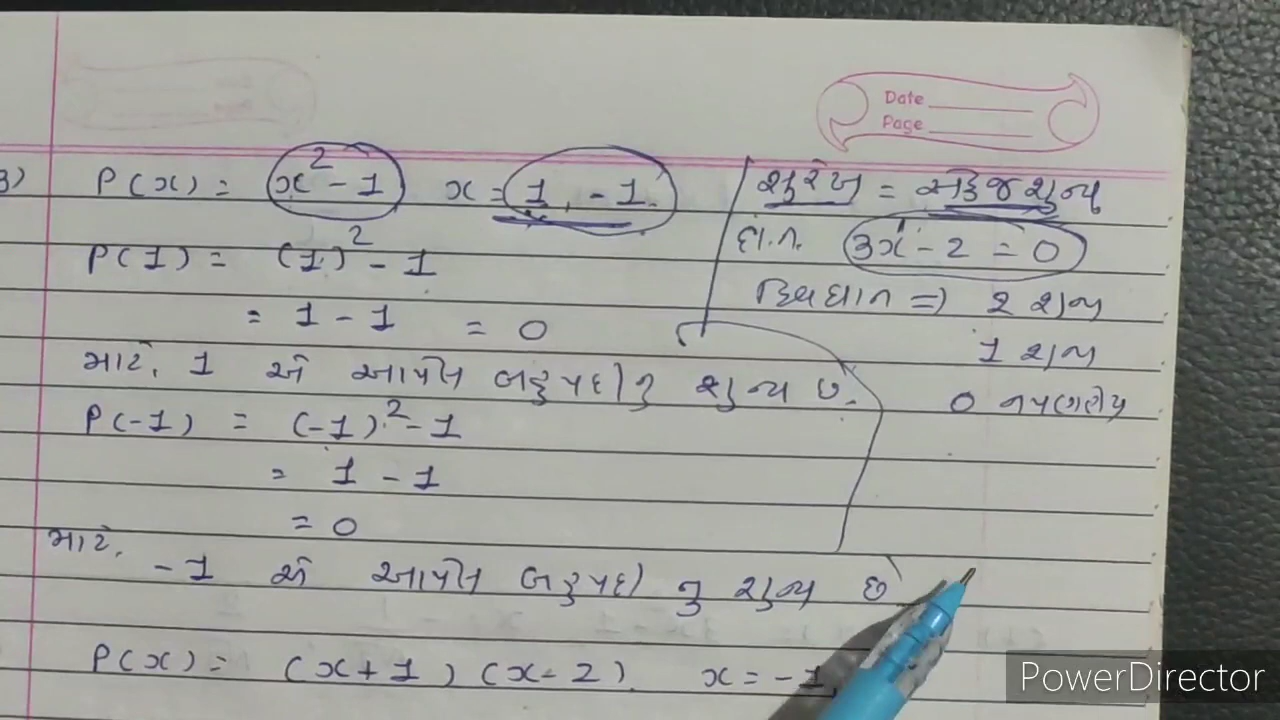 Date
Page
3) P(x) = x² - 1 x = 1, -1.
P(1) = (1)² - 1
= 1 - 1 = 0
માટે, 1 એ આપેલ બહુપદીનું શૂન્ય છે.
P(-1) = (-1)² - 1
= 1 - 1
= 0
માટે,
-1 એ આપેલ બહુપદી નું શૂન્ય છે
P(x) = (x+1) (x-2) x = -1,
સુરેખ = એક જ શૂન્ય
દા.ત. 3x¹ - 2 = 0
દ્વિઘાત => 2 શૂન્ય
1 શૂન્ય
0
PowerDirector